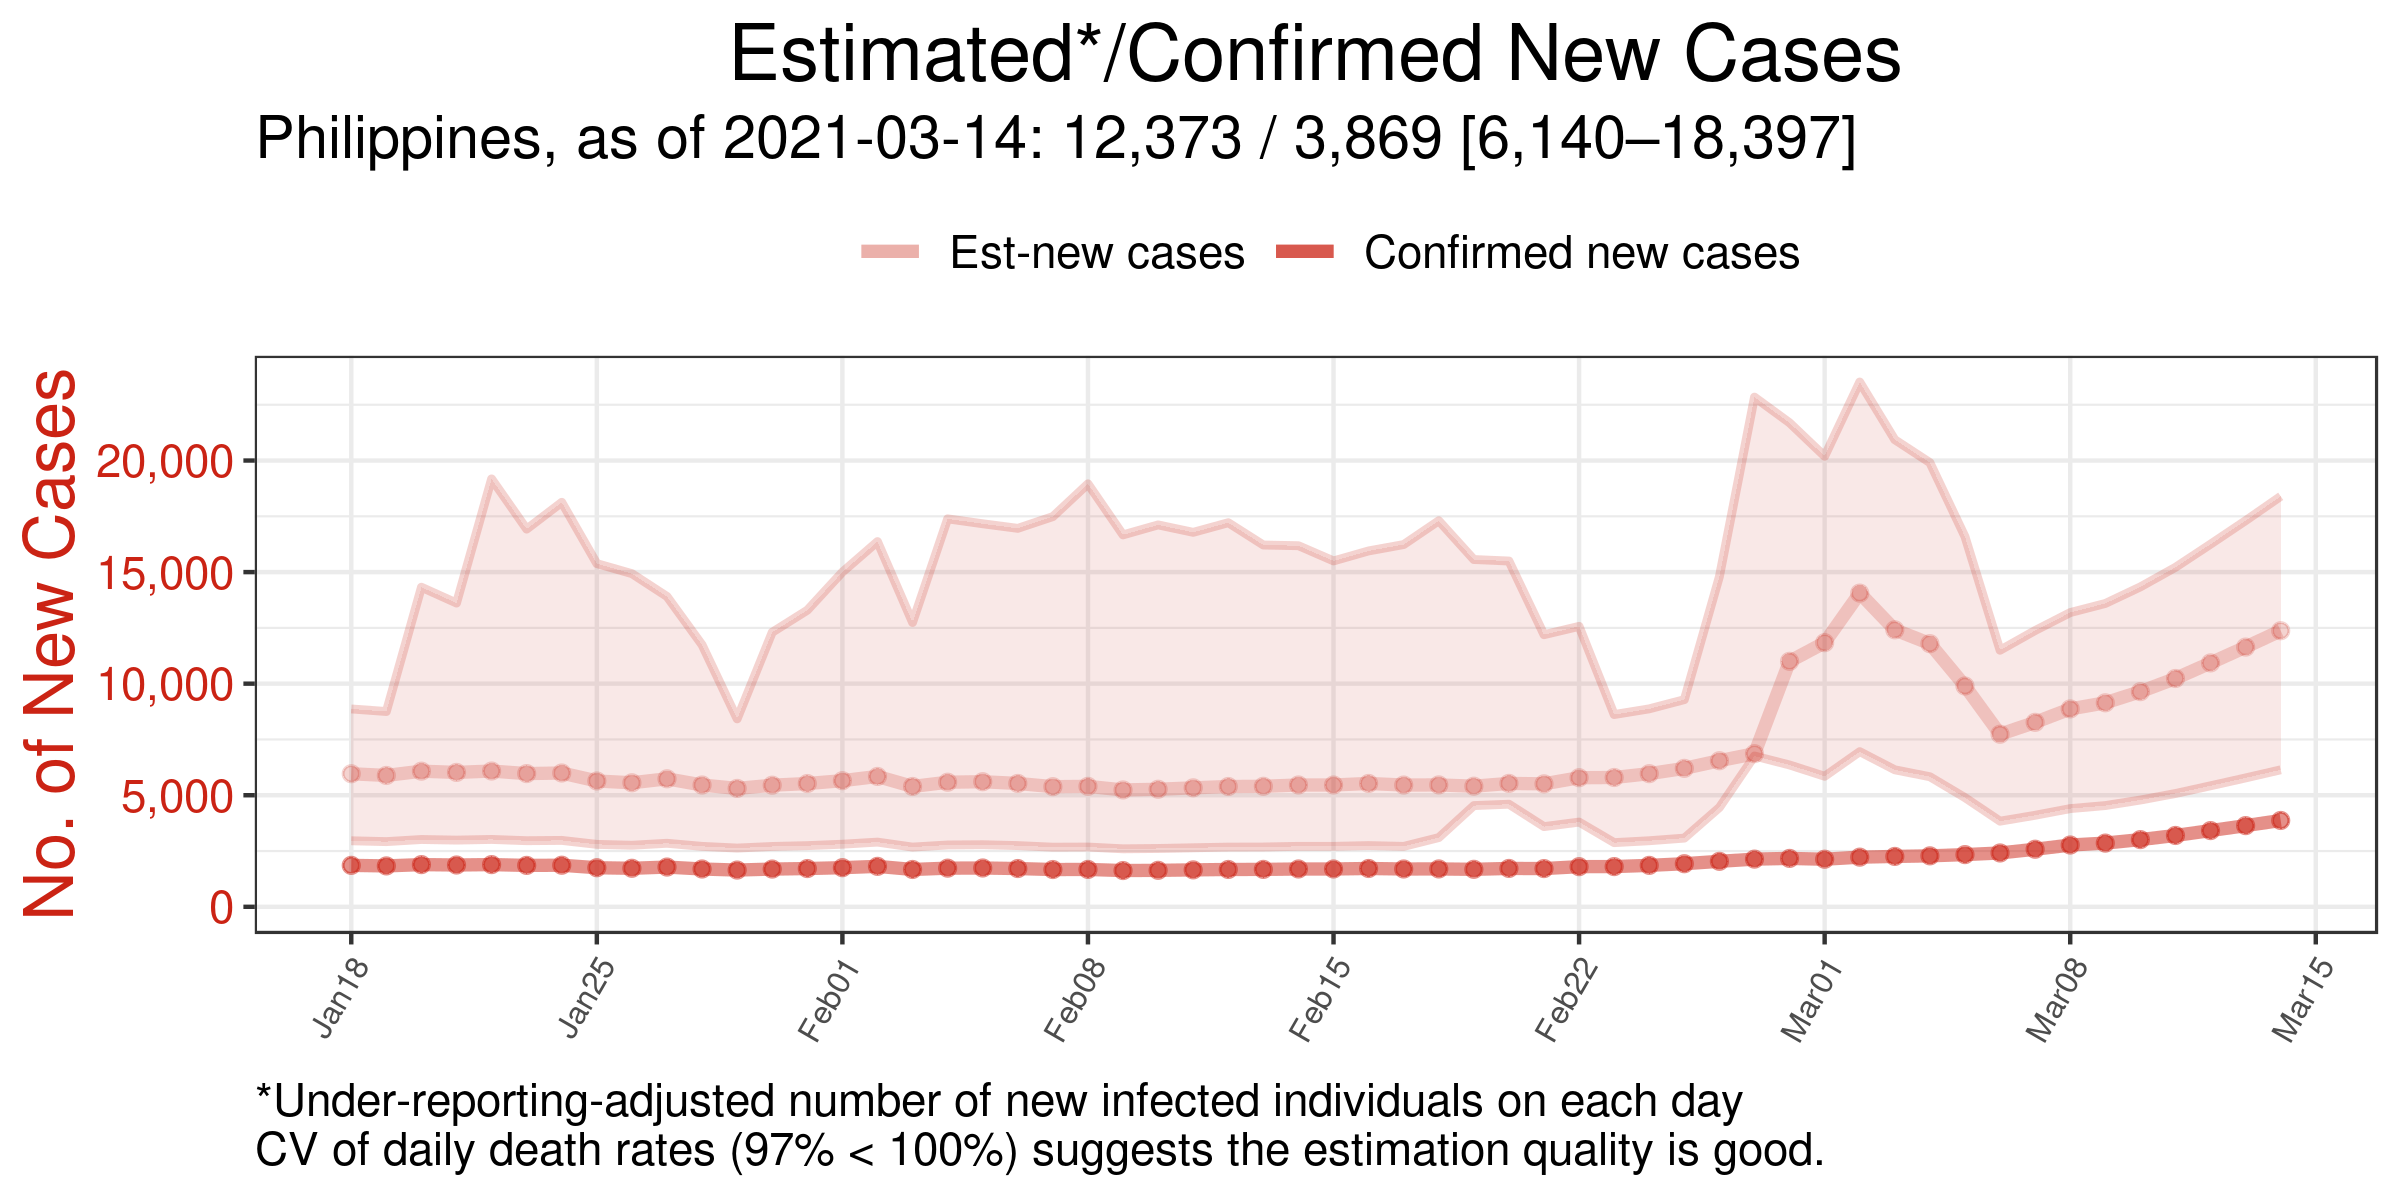 Estimated*/Confirmed New Cases
Philippines, as of 2021-03-14: 12,373 / 3,869 [6,140–18,397]
Est-new cases
Confirmed new cases
No. of New Cases
20,000
15,000
10,000
5,000
0
Jan18
Jan25
Feb01
Feb08
Feb15
Feb22
Mar01
Mar08
Mar15
*Under-reporting-adjusted number of new infected individuals on each day
CV of daily death rates (97% < 100%) suggests the estimation quality is good.